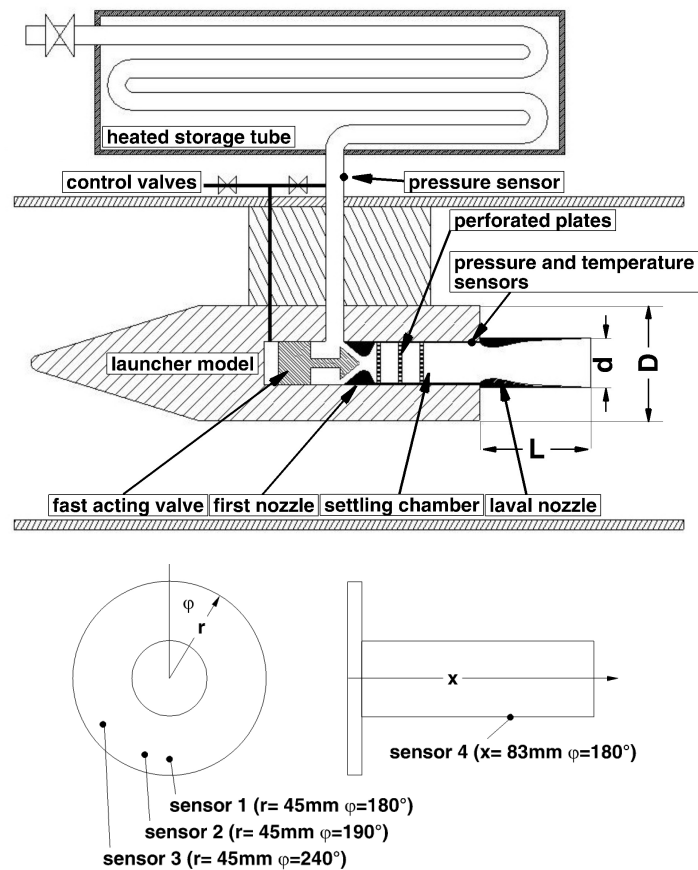 heated storage tube
control valves
pressure sensor
perforated plates
pressure and temperature
sensors
launcher model
d
D
L
fast acting valve
first nozzle
settling chamber
laval nozzle
φ
r
x
sensor 4 (x= 83mm φ=180°)
sensor 1 (r= 45mm φ=180°)
sensor 2 (r= 45mm φ=190°)
sensor 3 (r= 45mm φ=240°)